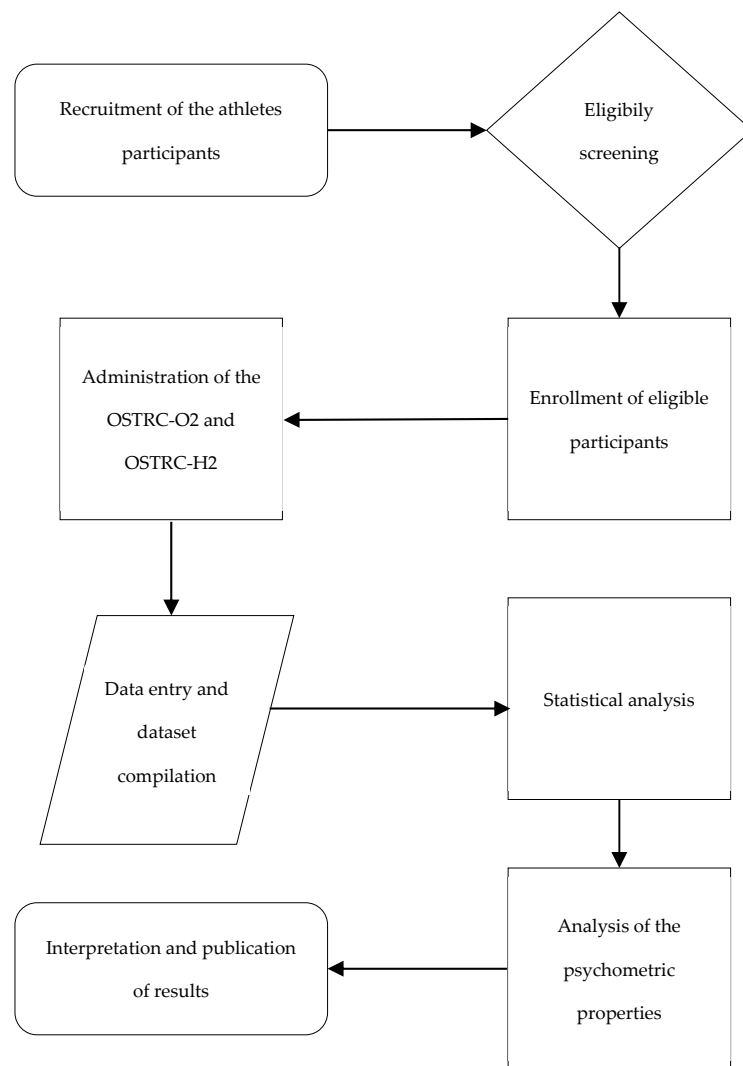 Recruitment of the athletes
participants
Eligibily
screening
Enrollment of eligible
participants
Administration of the
OSTRC-O2 and
OSTRC-H2
Data entry and
dataset
compilation
Statistical analysis
Analysis of the
psychometric
properties
Interpretation and publication
of results